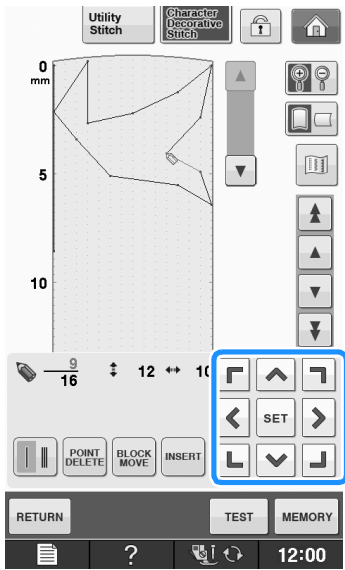 Utility
Stitch
Character
Decorative
Stitch
0
mm
5
10
9
16
12
10
SET
POINT
DELETE
BLOCK
MOVE
INSERT
RETURN
TEST
MEMORY
?
12:00